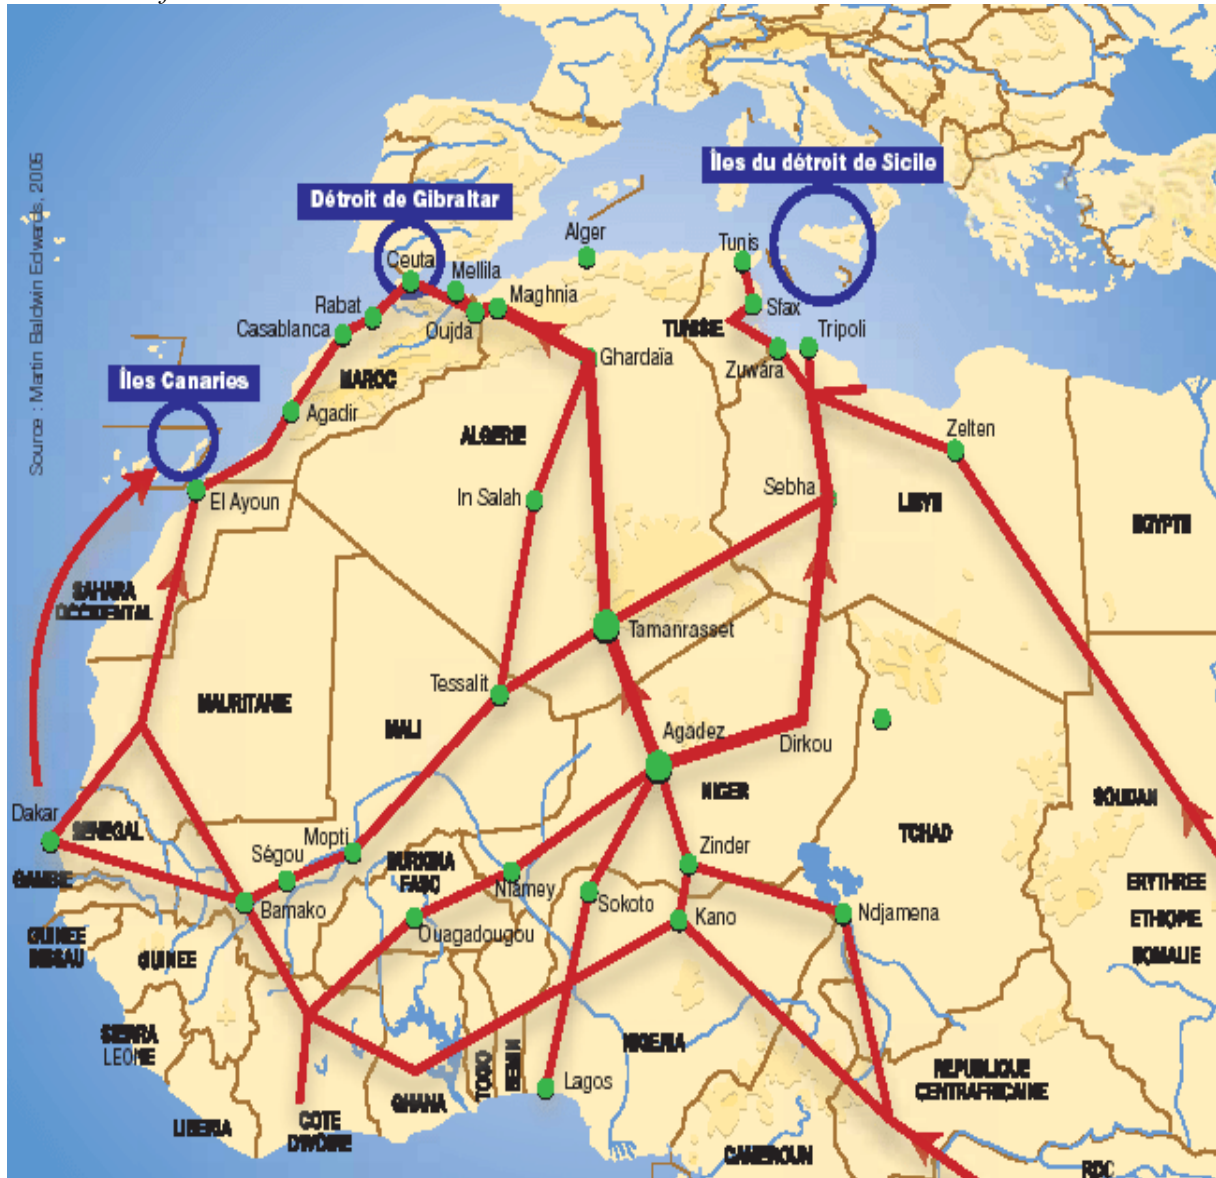 Îles du détroit de Sicile
Détroit de Gibraltar
Alger
Tunis
Ceuta
Mellila
Maghnia
Rabat
Sfax
Casablanca
Oujda
TUNISIE
Tripoli
Ghardaïa
Zuwara
Îles Canaries
MAROC
Agadir
ALGERIE
Zelten
In Salah
Sebha
El Ayoun
LIBYE
EGYPTE
SAHARA
OCCIDENTAL
Tamanrasset
Tessalit
MAURITANIE
MALI
Agadez
Dirkou
NIGER
SOUDAN
Dakar
SENEGAL
Mopti
TCHAD
Ségou
BURKINA
FASO
Zinder
GAMBIE
Niamey
ERYTHREE
Bamako
Sokoto
Kano
Ndjamena
ETHIOPIE
Ouagadougou
GUINEE
BISSAU
GUINEE
SOMALIE
SIERRA
LEONE
NIGERIA
TOGO
BENIN
REPUBLIQUE
CENTRAFRICAINE
Lagos
GHANA
LIBERIA
COTE
D'IVOIRE
CAMEROUN
RDC
Source : Martin Baldwin Edwards, 2005